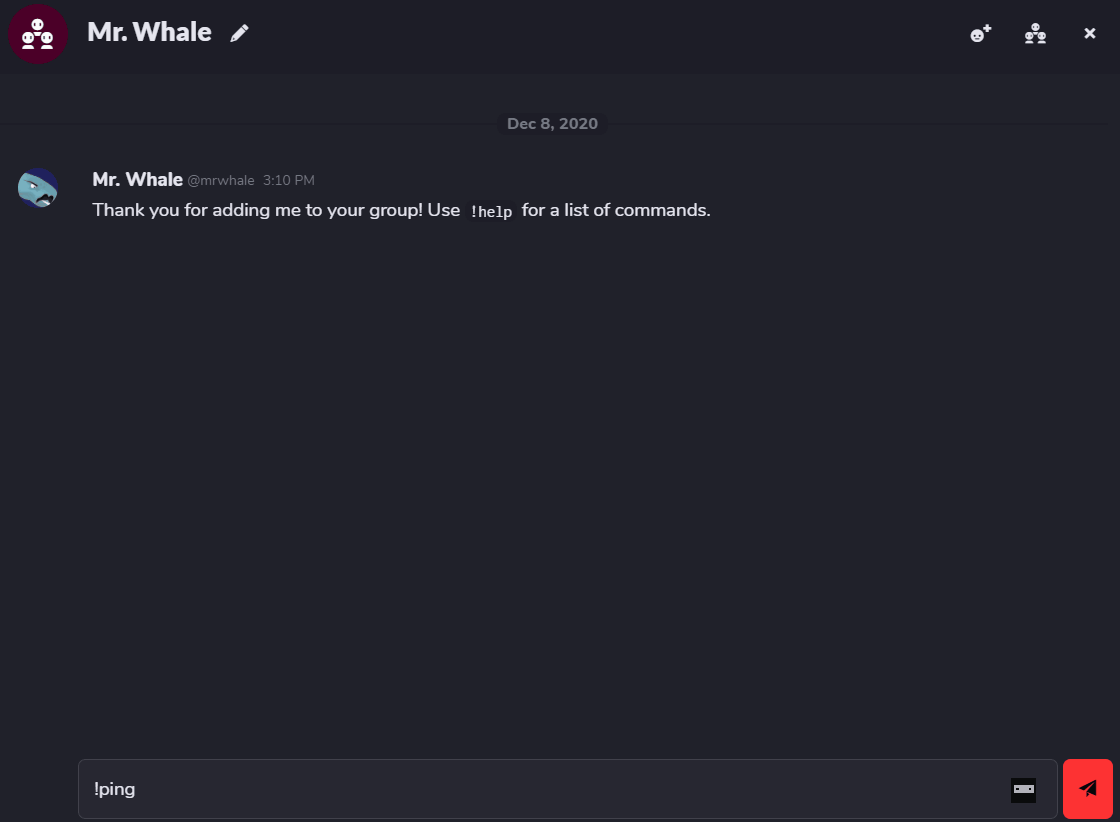 Mr. Whale
Dec 8, 2020
Mr. Whale @mrwhale 3:10 PM
Thank you for adding me to your group! Use !help for a list of commands.
!ping